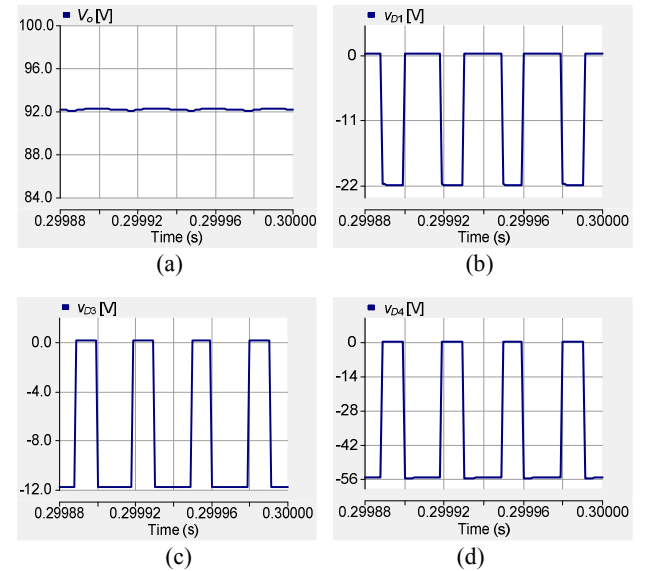 Vo [V]
100.0
96.0
92.0
88.0
84.0
0.29988 0.29992 0.29996 0.30000
Time (s)
(a)
vD1 [V]
0
-11
-22
0.29988 0.29992 0.29996 0.30000
Time (s)
(b)
vD3 [V]
0.0
-4.0
-8.0
-12.0
0.29988 0.29992 0.29996 0.30000
Time (s)
(c)
vD4 [V]
0
-14
-28
-42
-56
0.29988 0.29992 0.29996 0.30000
Time (s)
(d)